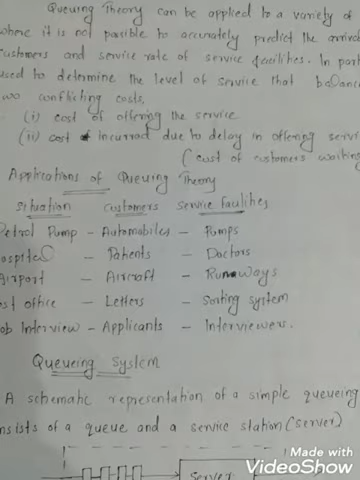 Queuing Theory can be applied to a variety of
where it is not possible to accurately predict the arrival
customers and service rate of service facilities. In part
used to determine the level of service that balance
two conflicting costs,
(i) cost of offering the service
(ii) cost incurred due to delay in offering servi
( cust of customers waiting
Applications of Queuing Theory
Situation Customers Service Faulihes
Petrol Pump - Automobiles - Pumps
Hospital - Patients - Doctors
Airport - Aircraft - Runways
Post office - Letters - Sorting system
Job Interview - Applicants - Interviewers.
Queueing System
A schematic representation of a simple queueing
nsists of a queue and a service station (server)
Server
Made with
VideoShow